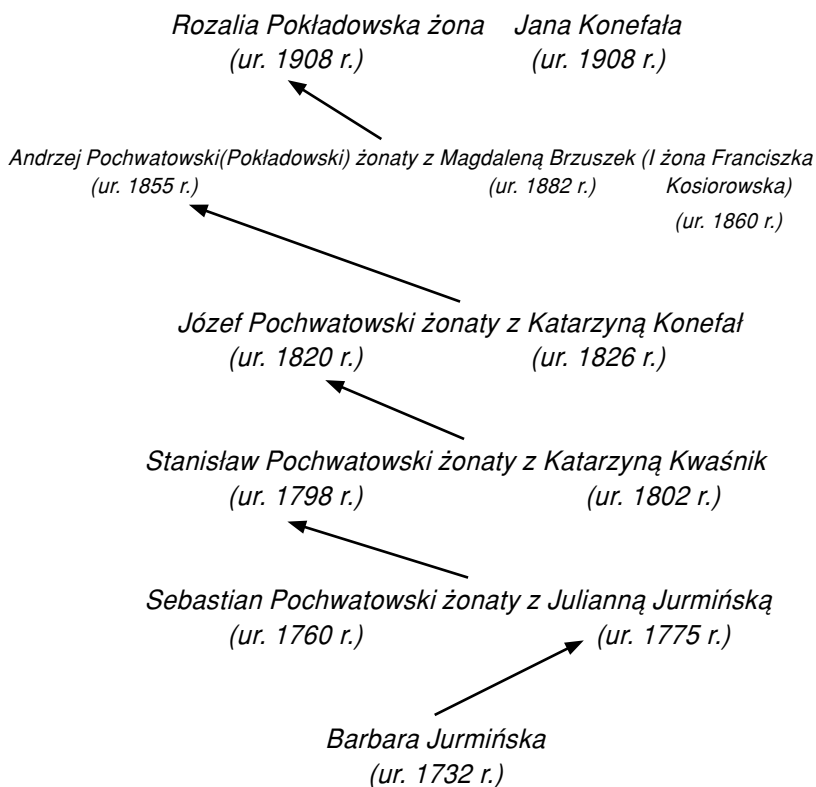 Rozalia Pokładowska żona Jana Konefała
(ur. 1908 r.) (ur. 1908 r.)
Andrzej Pochwatowski(Pokładowski) żonaty z Magdaleną Brzuszek (I żona Franciszka
(ur. 1855 r.) (ur. 1882 r.) Kosiorowska)
(ur. 1860 r.)
Józef Pochwatowski żonaty z Katarzyną Konefał
(ur. 1820 r.) (ur. 1826 r.)
Stanisław Pochwatowski żonaty z Katarzyną Kwaśnik
(ur. 1798 r.) (ur. 1802 r.)
Sebastian Pochwatowski żonaty z Julianną Jurmińską
(ur. 1760 r.) (ur. 1775 r.)
Barbara Jurmińska
(ur. 1732 r.)